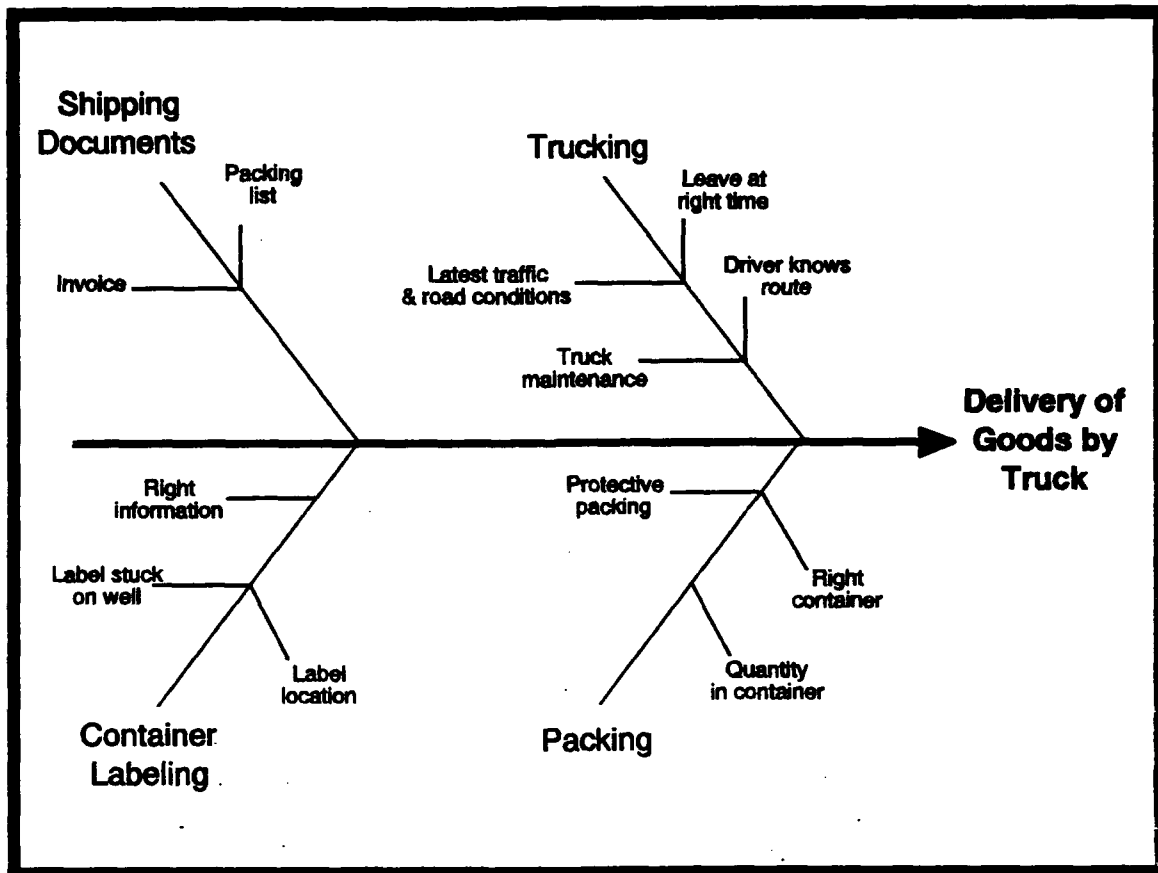 Shipping
Documents
Packing
list
Invoice
Trucking
Leave at
right time
Latest traffic
& road conditions
Driver knows
route
Truck
maintenance
Delivery of
Goods by
Truck
Right
information
Label stuck
on well
Label
location
Container
Labeling
Protective
packing
Right
container
Quantity
in container
Packing